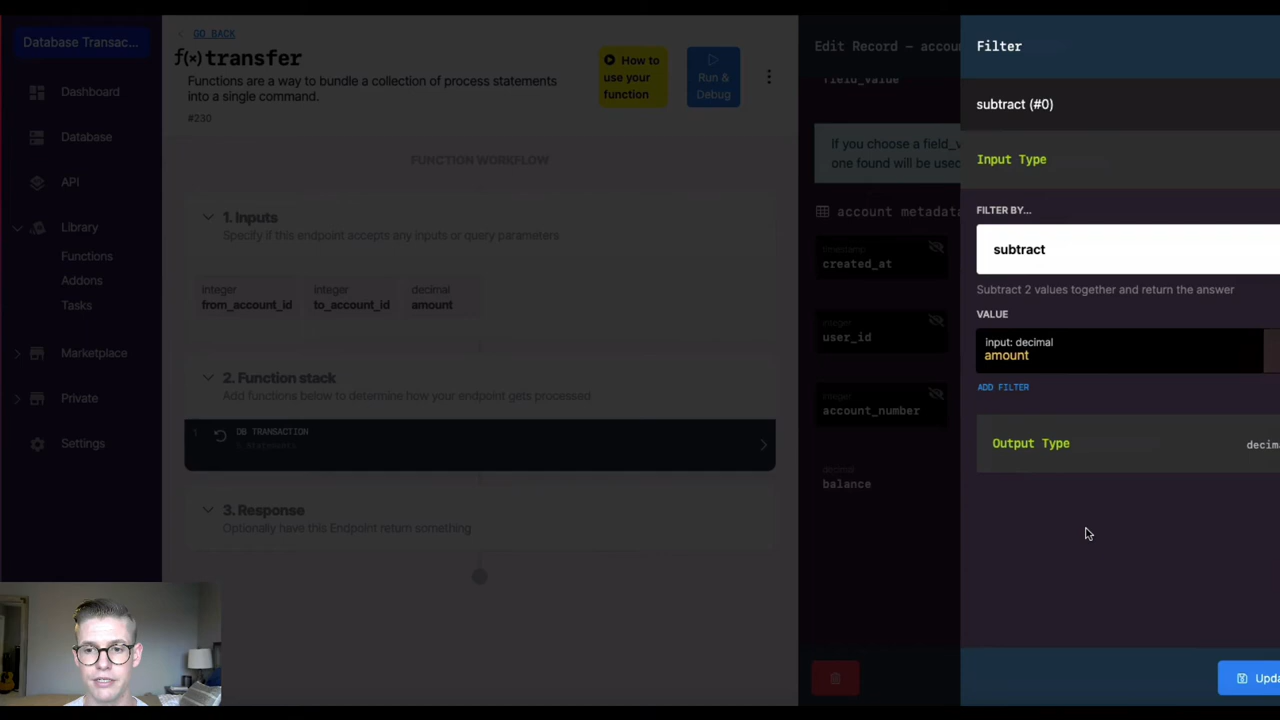 Database Transac...
Dashboard
Database
API
Library
Functions
Addons
Tasks
Marketplace
Private
Settings
GO BACK
f(×) transfer
Functions are a way to bundle a collection of process statements
into a single command.
#230
How to
use your
function
Run &
Debug
FUNCTION WORKFLOW
1. Inputs
Specify if this endpoint accepts any inputs or query parameters
integer
from_account_id
integer
to_account_id
decimal
amount
2. Function stack
Add functions below to determine how your endpoint gets processed
1
DB TRANSACTION
Statements
3. Response
Optionally have this Endpoint return something
Edit Record – accou
field_value
If you choose a field_v
one found will be used
account metadata
timestamp
created_at
integer
user_id
integer
account_number
decimal
balance
Filter
subtract (#0)
Input Type
FILTER BY...
subtract
Subtract 2 values together and return the answer
VALUE
input: decimal
amount
ADD FILTER
Output Type
decima
Upda